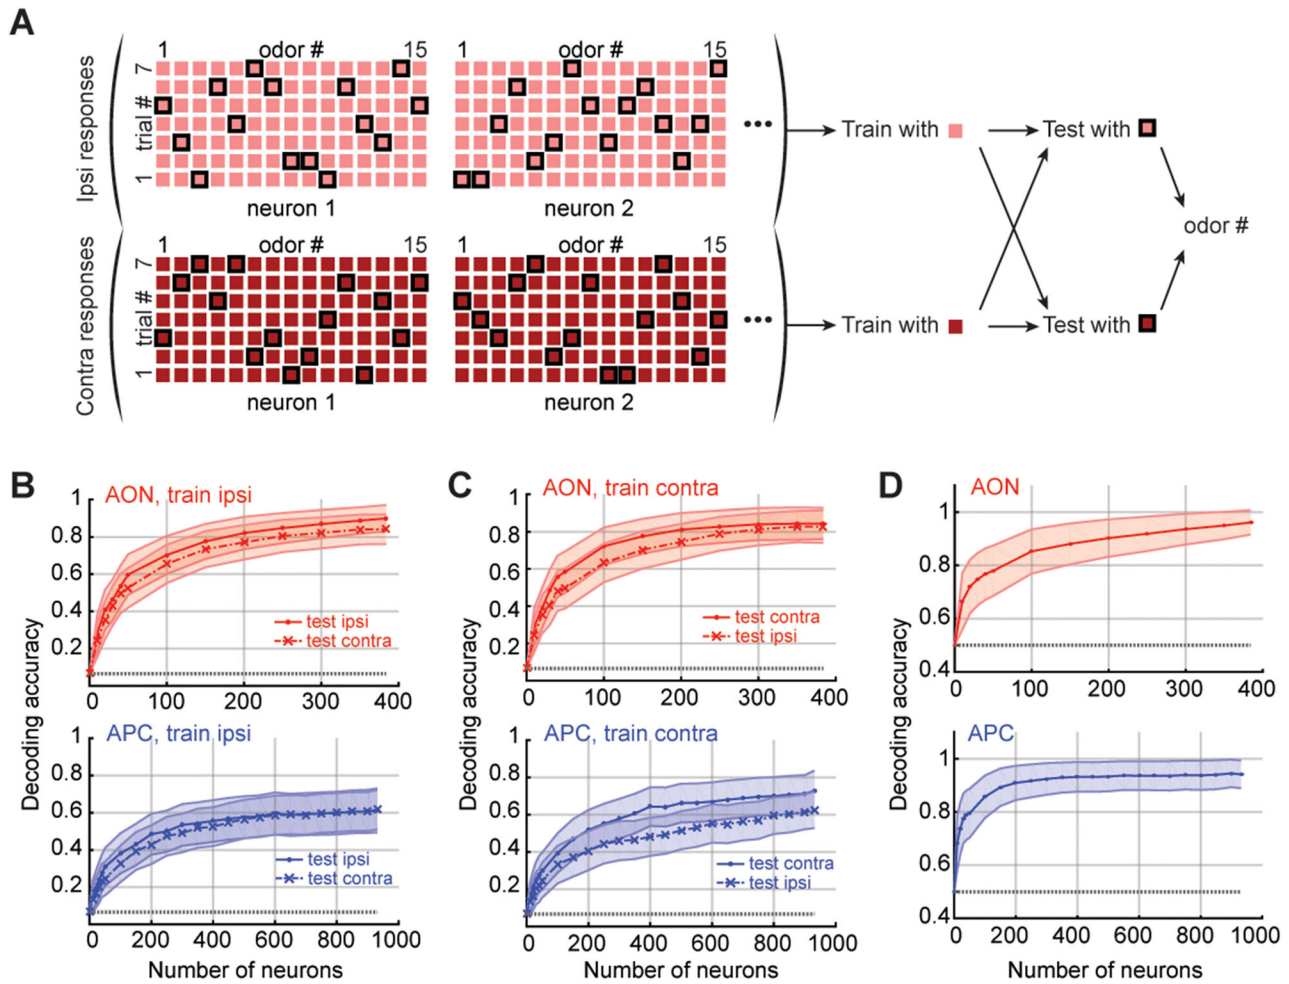 A
Ipsi responses
1 odor # 15
7
trial #
1
neuron 1
1 odor # 15
neuron 2
•••
Train with
Test with
odor #
Contra responses
1 odor # 15
7
trial #
1
neuron 1
1 odor # 15
neuron 2
•••
Train with
Test with
B
AON, train ipsi
1
0.8
0.6
0.4
0.2
test ipsi
test contra
0 100 200 300 400
APC, train ipsi
1
0.8
0.6
0.4
0.2
test ipsi
test contra
0 200 400 600 800 1000
Decoding accuracy
Number of neurons
C
AON, train contra
1
0.8
0.6
0.4
0.2
test contra
test ipsi
0 100 200 300 400
APC, train contra
1
0.8
0.6
0.4
0.2
test contra
test ipsi
0 200 400 600 800 1000
Decoding accuracy
Number of neurons
D
AON
1
0.8
0.6
0.4
0 100 200 300 400
APC
1
0.8
0.6
0.4
0 200 400 600 800 1000
Decoding accuracy
Number of neurons